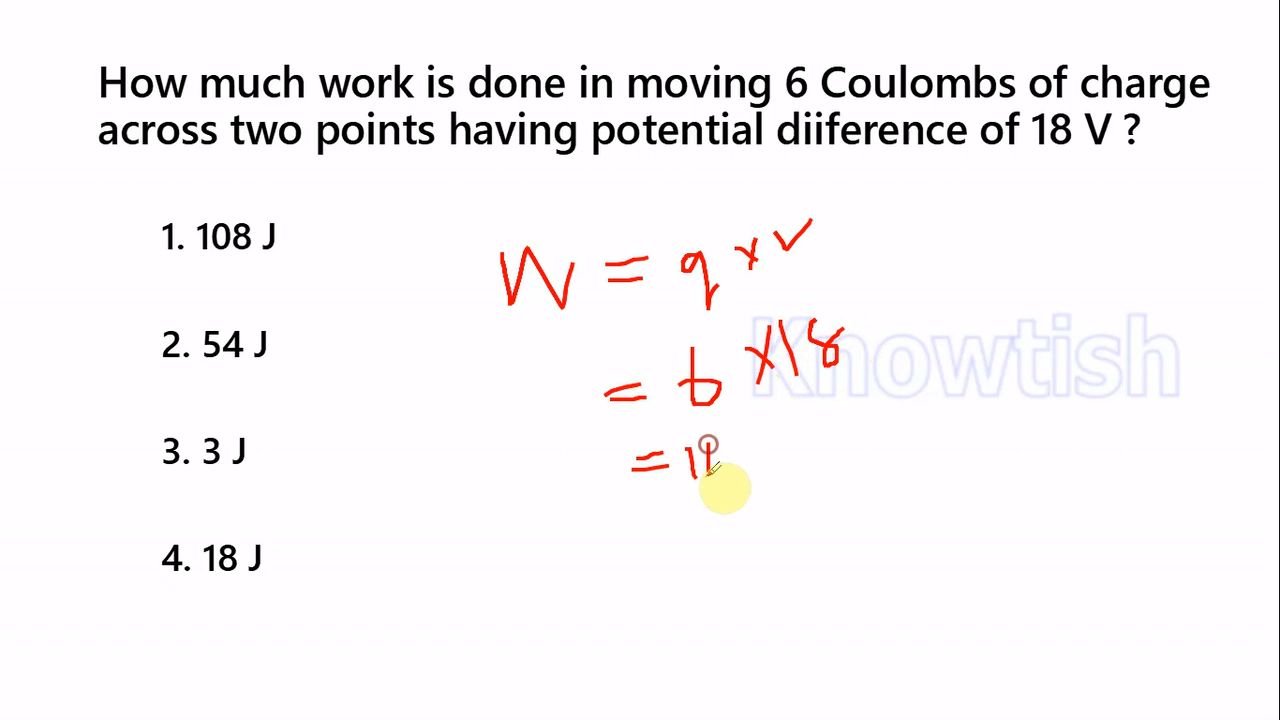 How much work is done in moving 6 Coulombs of charge
across two points having potential diiference of 18 V ?
1. 108 J
W = q × V
2. 54 J
Knowtish
= 6 × 18
3. 3 J
= 1
4. 18 J